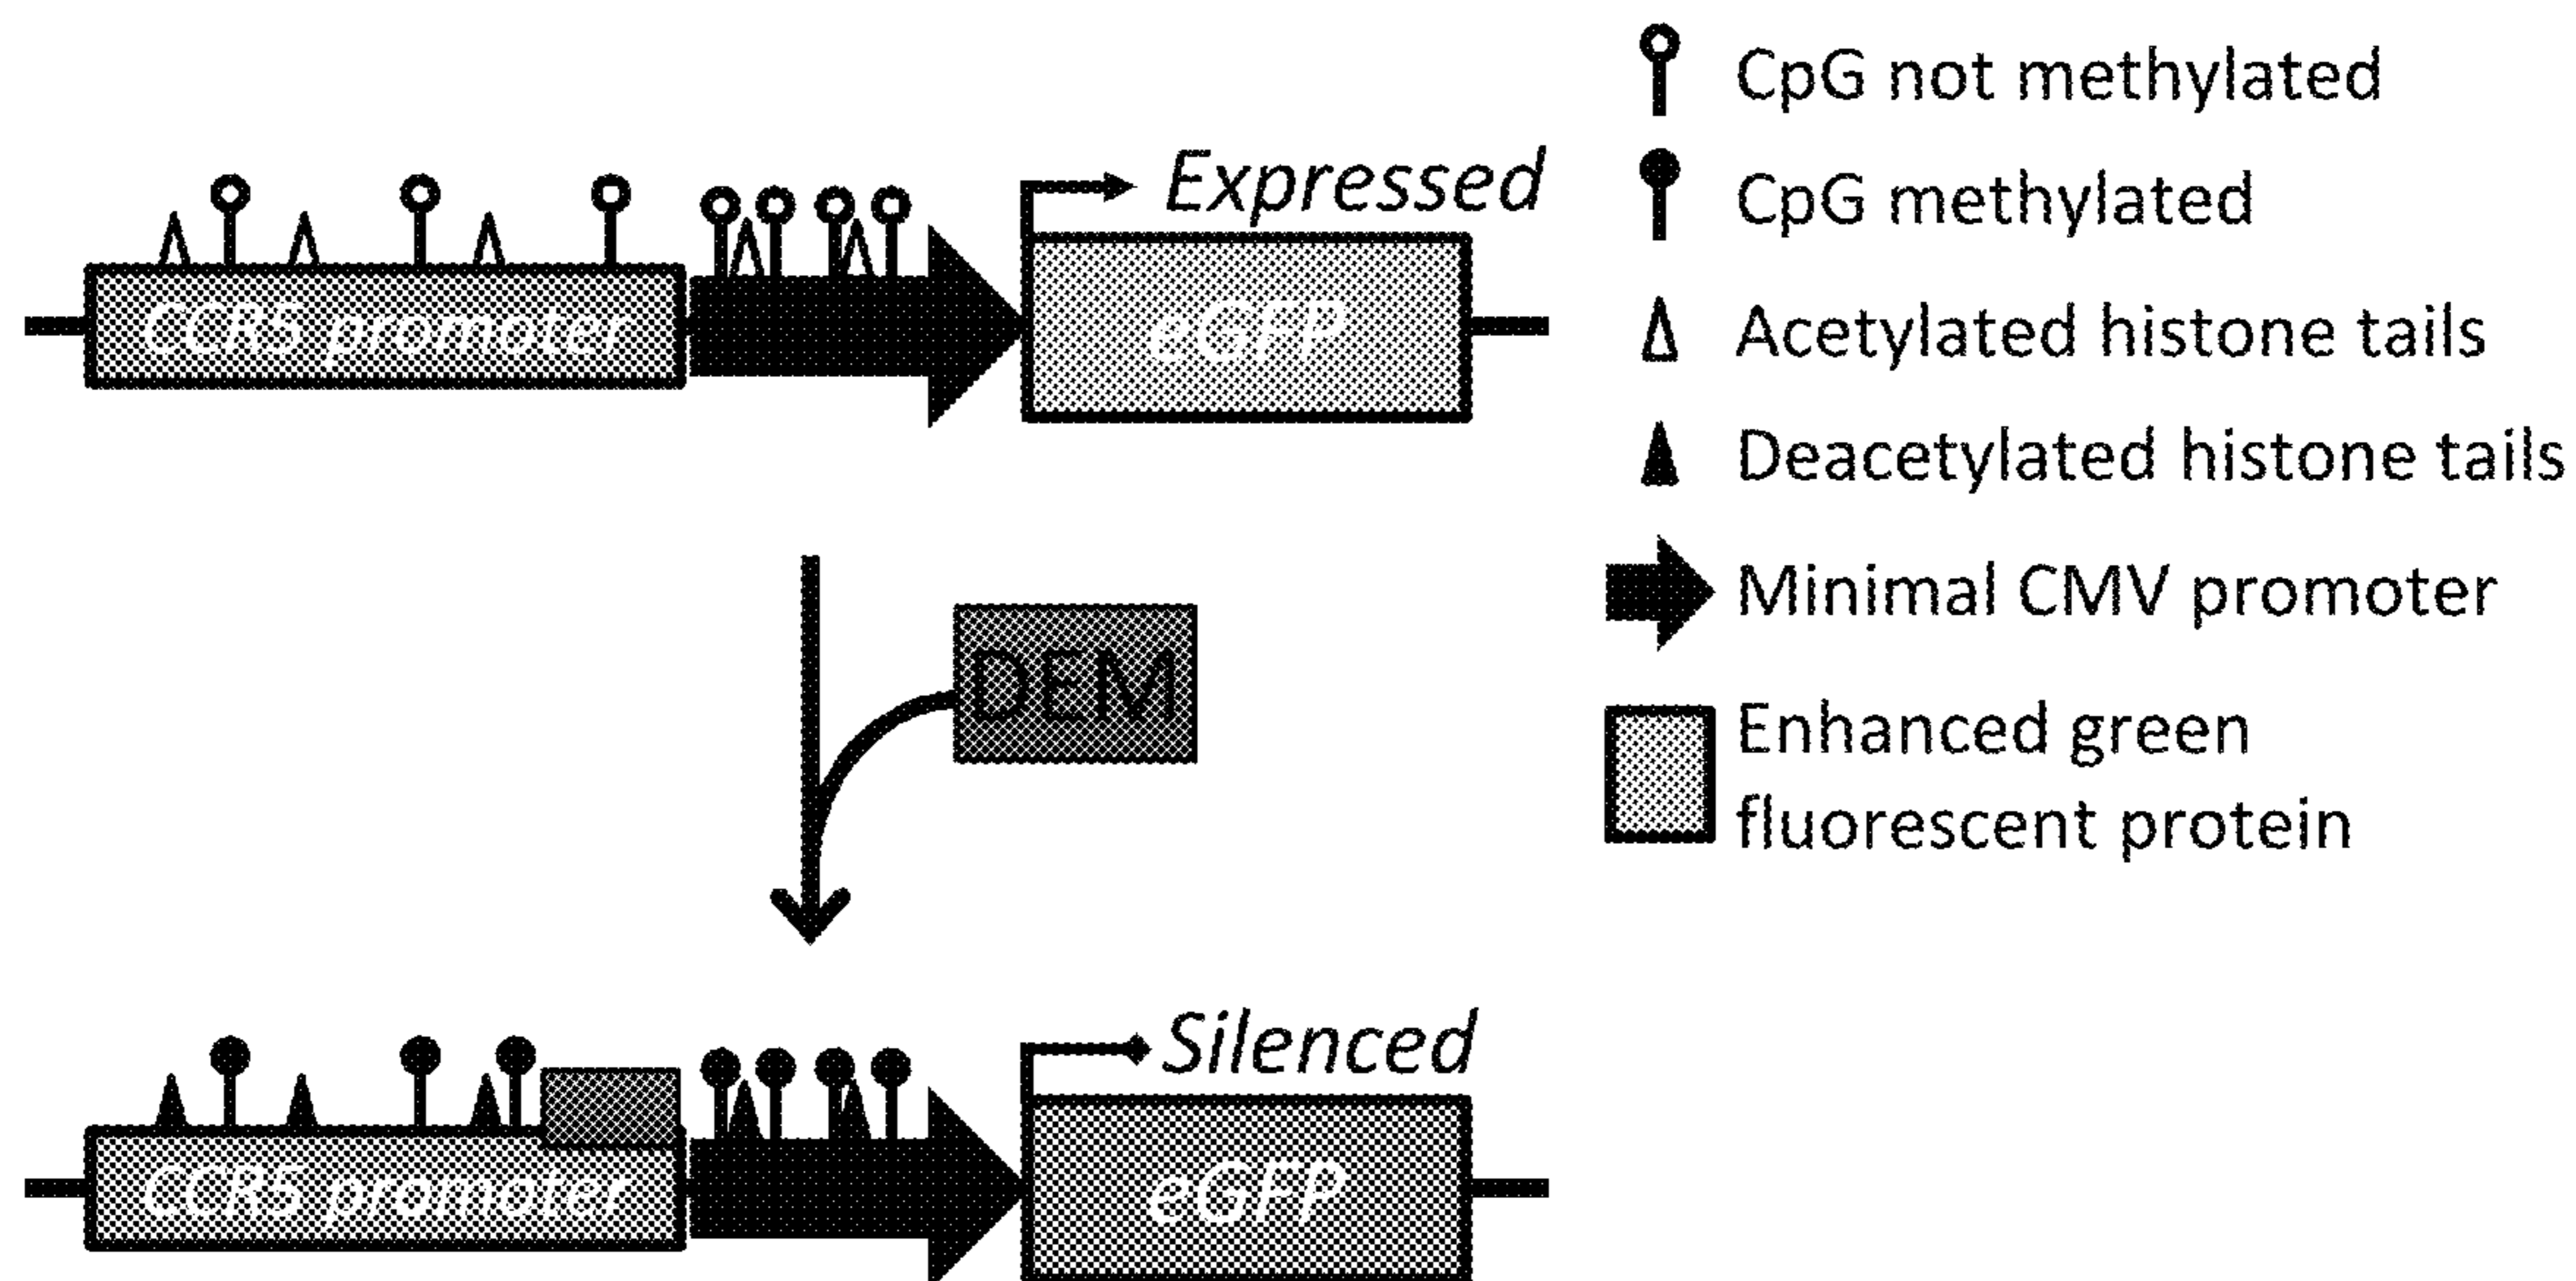 CpG not methylated
CpG methylated
Acetylated histone tails
Deacetylated histone tails
Minimal CMV promoter
Enhanced green
fluorescent protein
Expressed
CCR5 promoter
eGFP
DEM
Silenced
CCR5 promoter
eGFP